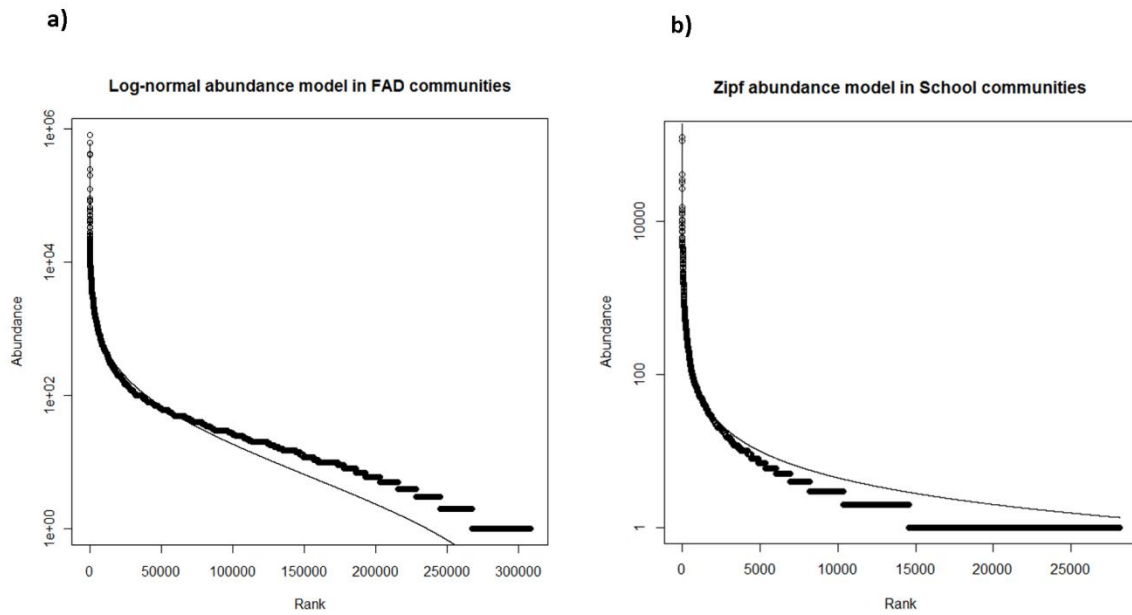 a)
Log-normal abundance model in FAD communities
Abundance
1e+06
1e+04
1e+02
1e+00
0 50000 100000 150000 200000 250000 300000
Rank
b)
Zipf abundance model in School communities
Abundance
10000
100
1
0 5000 10000 15000 20000 25000
Rank